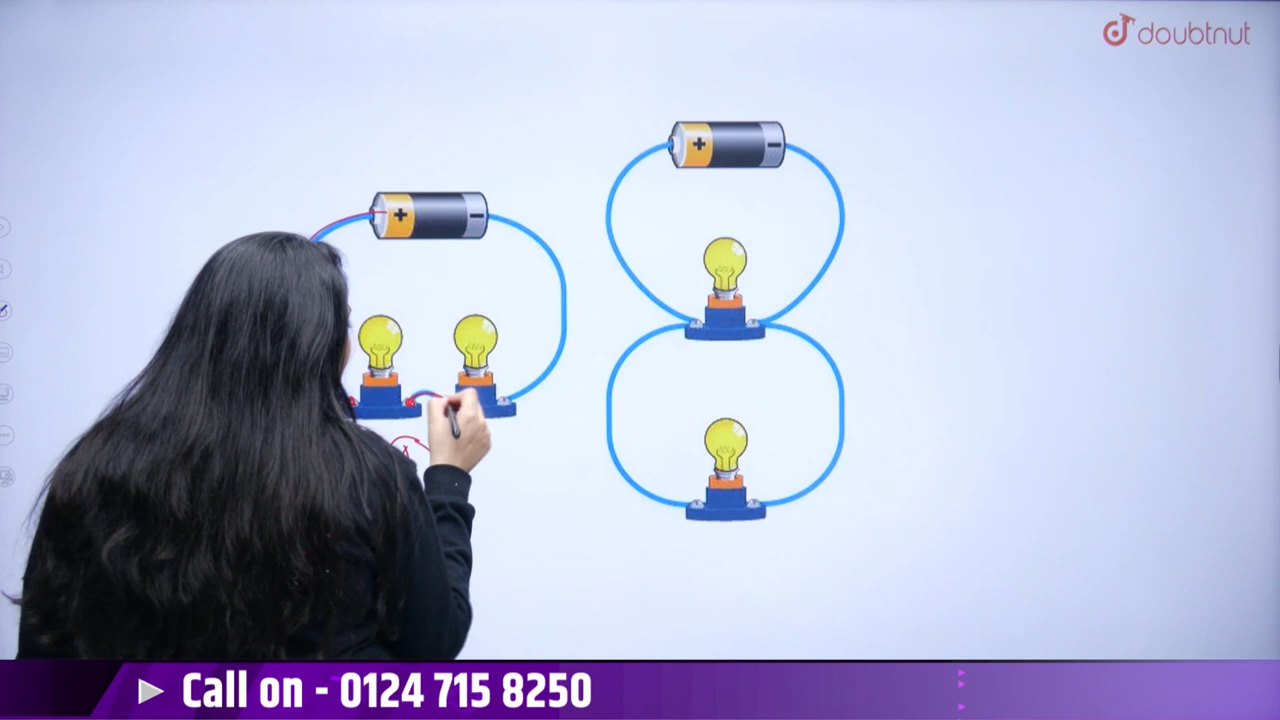 doubtnut
+ -
+ -
Call on - 0124 715 8250